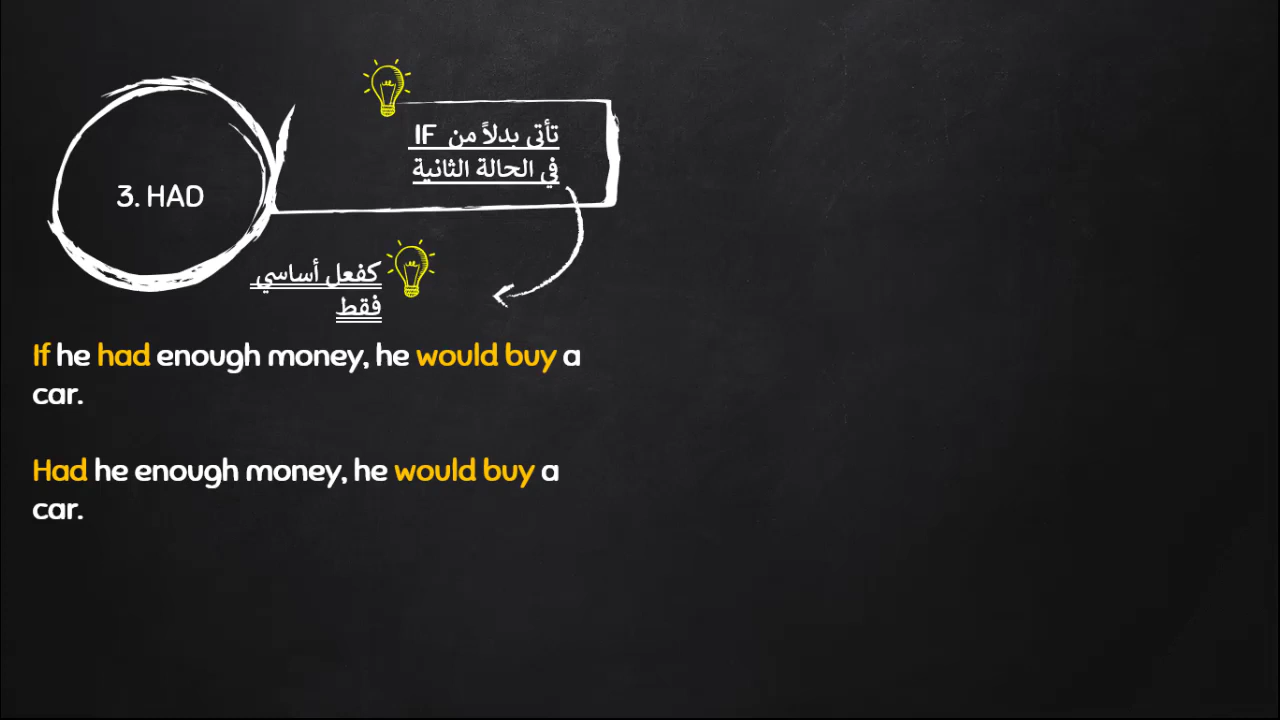 3. HAD
تأتى بدلاً من IF
في الحالة الثانية
كفعل أساسي
فقط
If he had enough money, he would buy a
car.
Had he enough money, he would buy a
car.